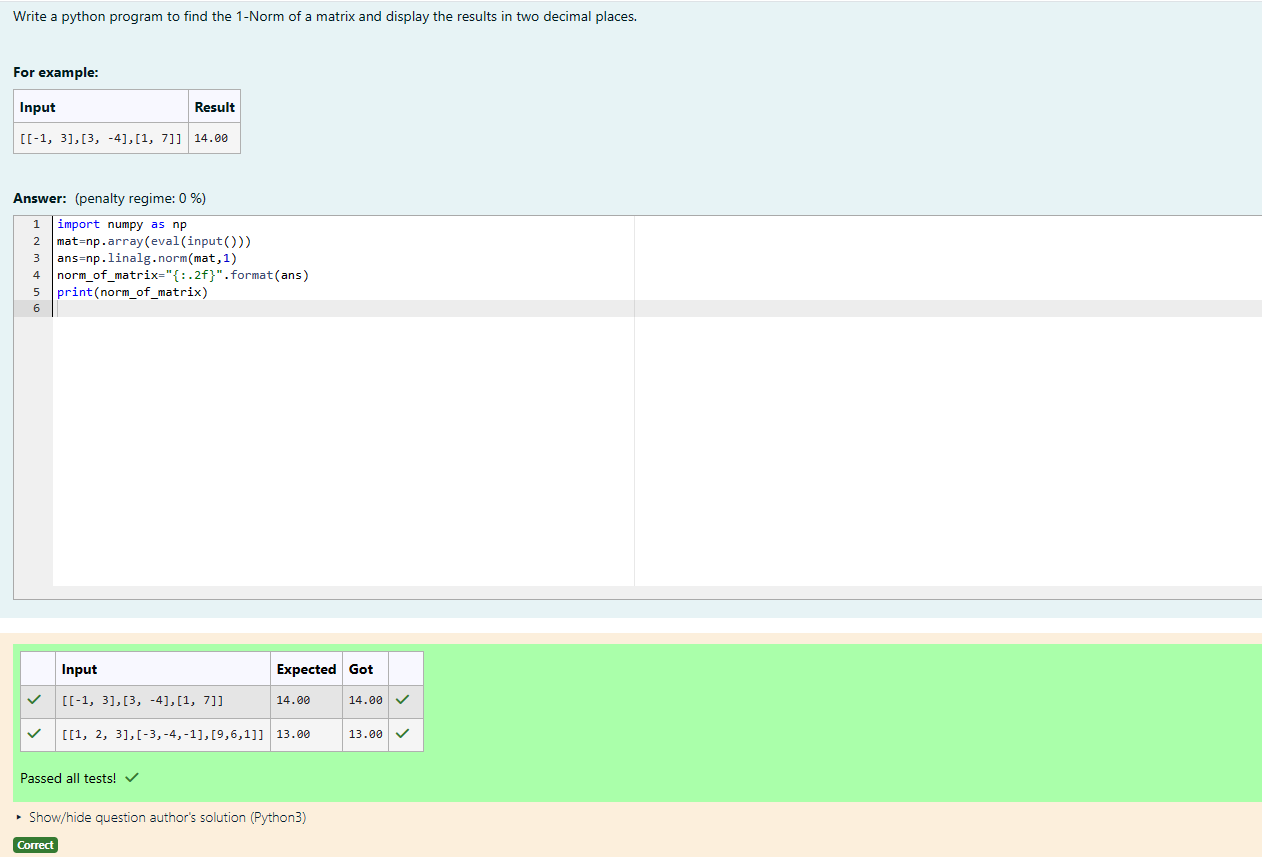 Write a python program to find the 1-Norm of a matrix and display the results in two decimal places.
For example:
Input Result
[[-1, 3],[3, -4],[1, 7]] 14.00
Answer: (penalty regime: 0 %)
1 import numpy as np
2 mat=np.array(eval(input()))
3 ans=np.linalg.norm(mat,1)
4 norm_of_matrix="{:.2f}".format(ans)
5 print(norm_of_matrix)
6
Input Expected Got
[[-1, 3],[3, -4],[1, 7]] 14.00 14.00
[[1, 2, 3],[-3,-4,-1],[9,6,1]] 13.00 13.00
Passed all tests!
Show/hide question author's solution (Python3)
Correct